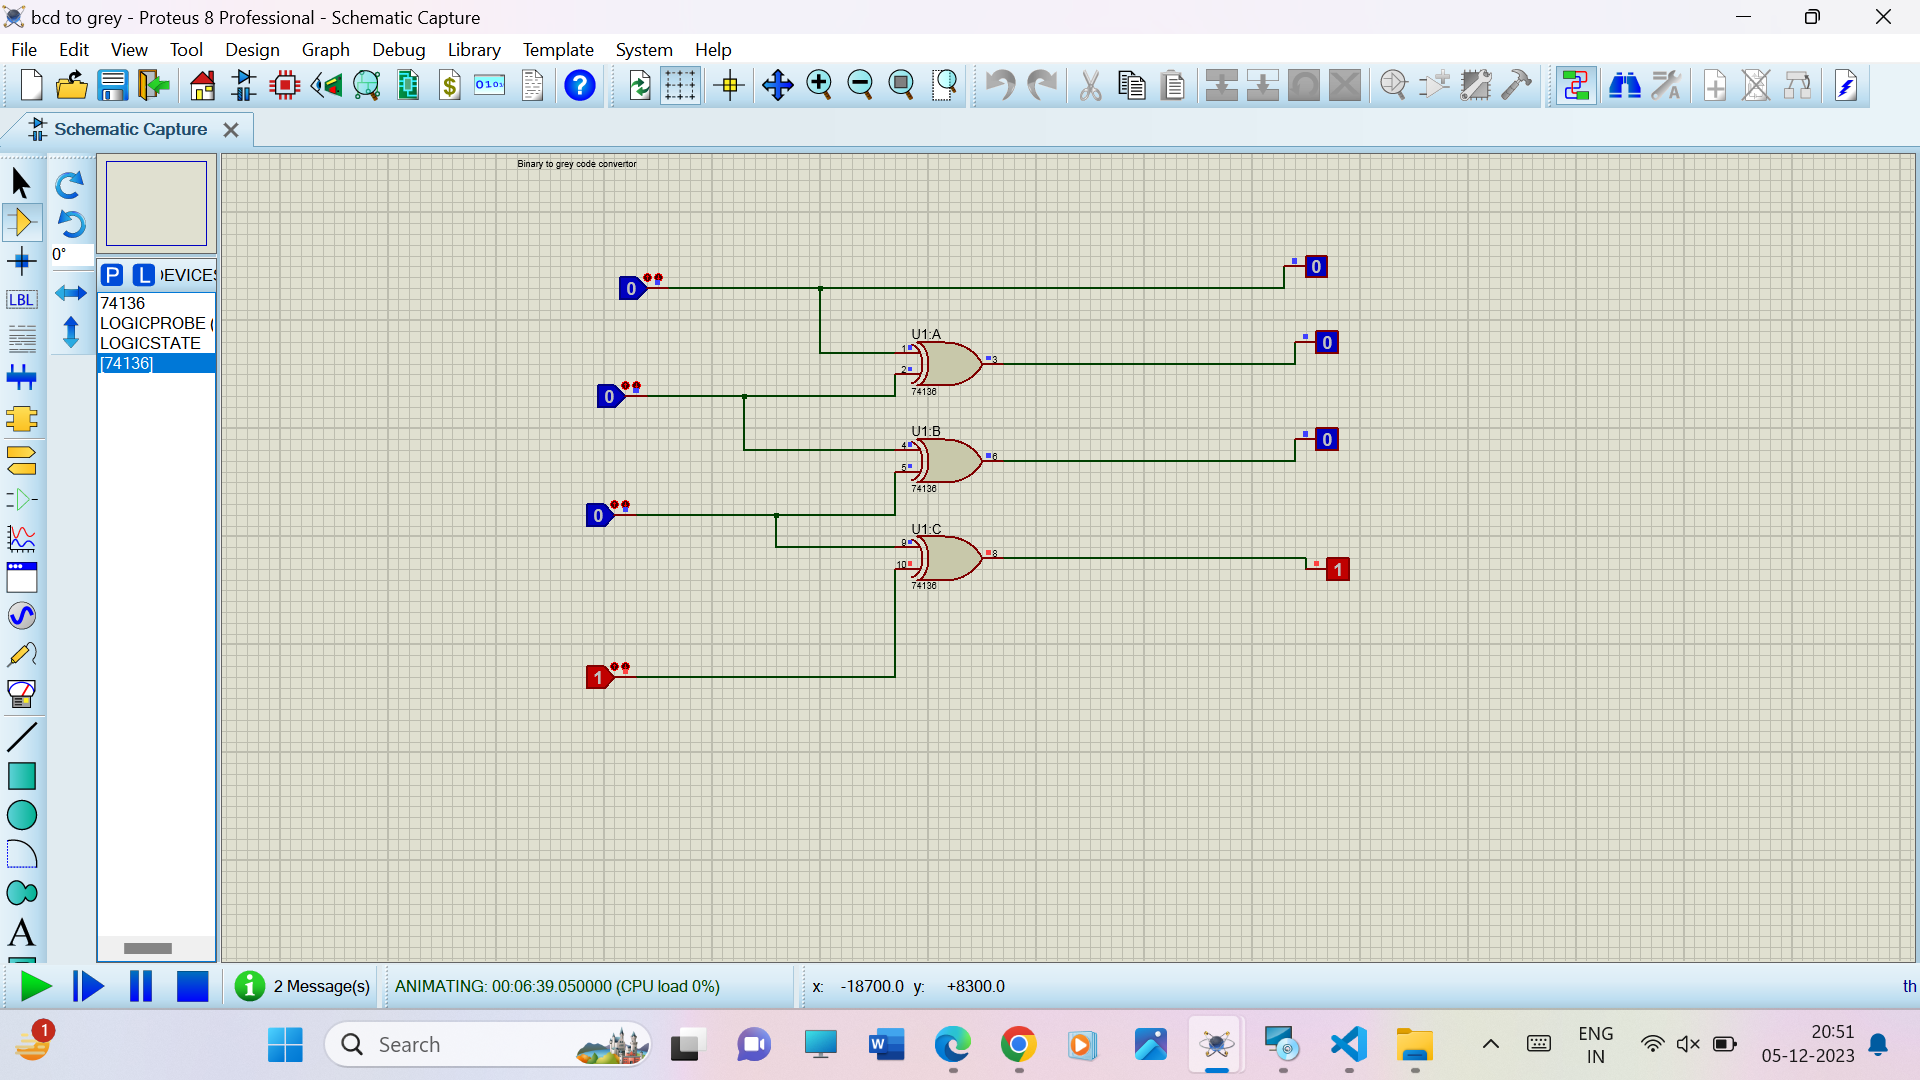 bcd to grey - Proteus 8 Professional - Schematic Capture
File Edit View Tool Design Graph Debug Library Template System Help
$ 0101 ?
Schematic Capture
Binary to grey code convertor
0°
P L DEVICES
LBL
74136
LOGICPROBE (
LOGICSTATE
[74136]
0
0
U1:A
1
2
3
74136
0
0
U1:B
4
5
6
74136
0
0
U1:C
9
10
8
74136
1
1
A
2 Message(s) ANIMATING: 00:06:39.050000 (CPU load 0%) x: -18700.0 y: +8300.0 th
1
Search
W
ENG
IN
20:51
05-12-2023